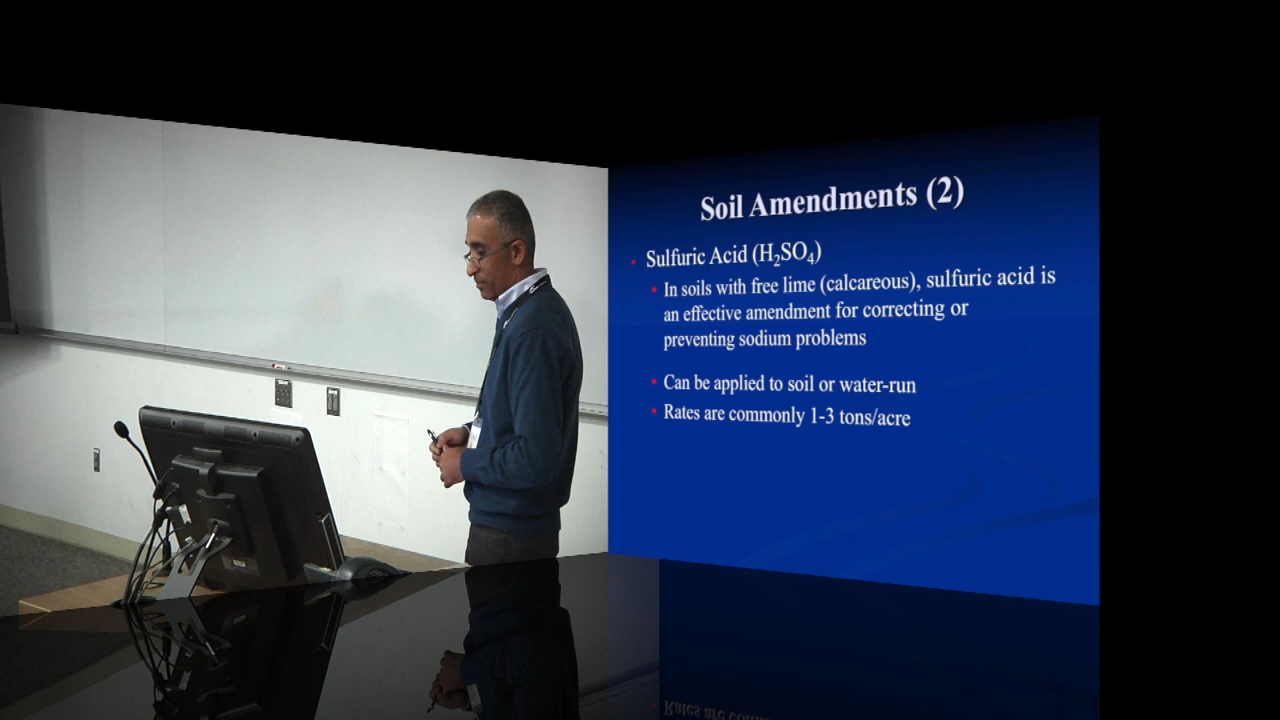 Soil Amendments (2)
• Sulfuric Acid (H₂SO₄)
• In soils with free lime (calcareous), sulfuric acid is
an effective amendment for correcting or
preventing sodium problems
• Can be applied to soil or water-run
• Rates are commonly 1-3 tons/acre